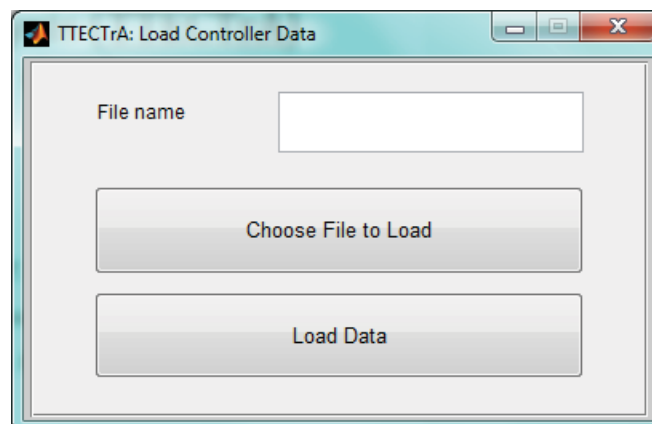 TTECTrA: Load Controller Data
File name
Choose File to Load
Load Data